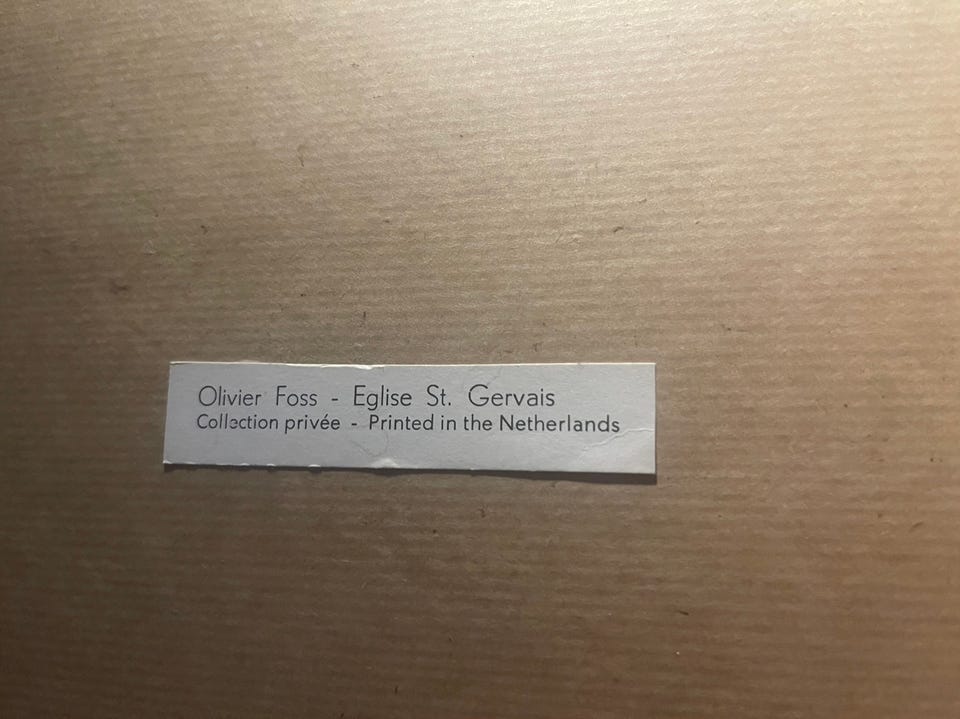 Olivier Foss - Eglise St. Gervais
Collection privée - Printed in the Netherlands